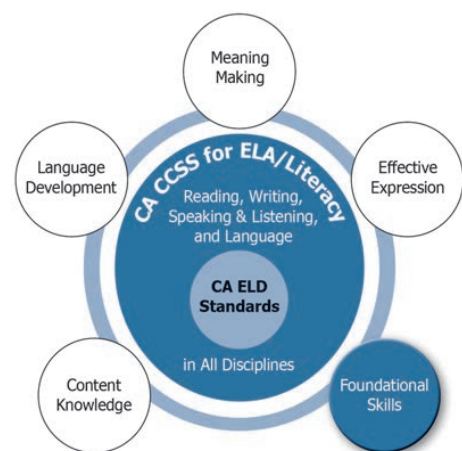 Meaning
Making
Language
Development
Effective
Expression
CA CCSS for ELA/Literacy
Reading, Writing,
Speaking & Listening,
and Language
CA ELD
Standards
in All Disciplines
Content
Knowledge
Foundational
Skills